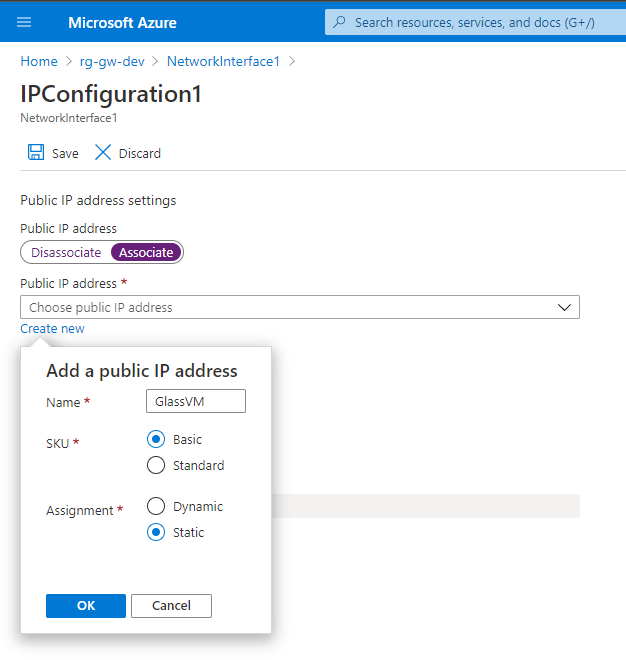 Microsoft Azure
Search resources, services, and docs (G+/)
Home > rg-gw-dev > NetworkInterface1 >
IPConfiguration1
NetworkInterface1
Save Discard
Public IP address settings
Public IP address
Disassociate Associate
Public IP address *
Choose public IP address
Create new
Add a public IP address
Name * GlassVM
SKU * Basic
Standard
Assignment * Dynamic
Static
OK Cancel